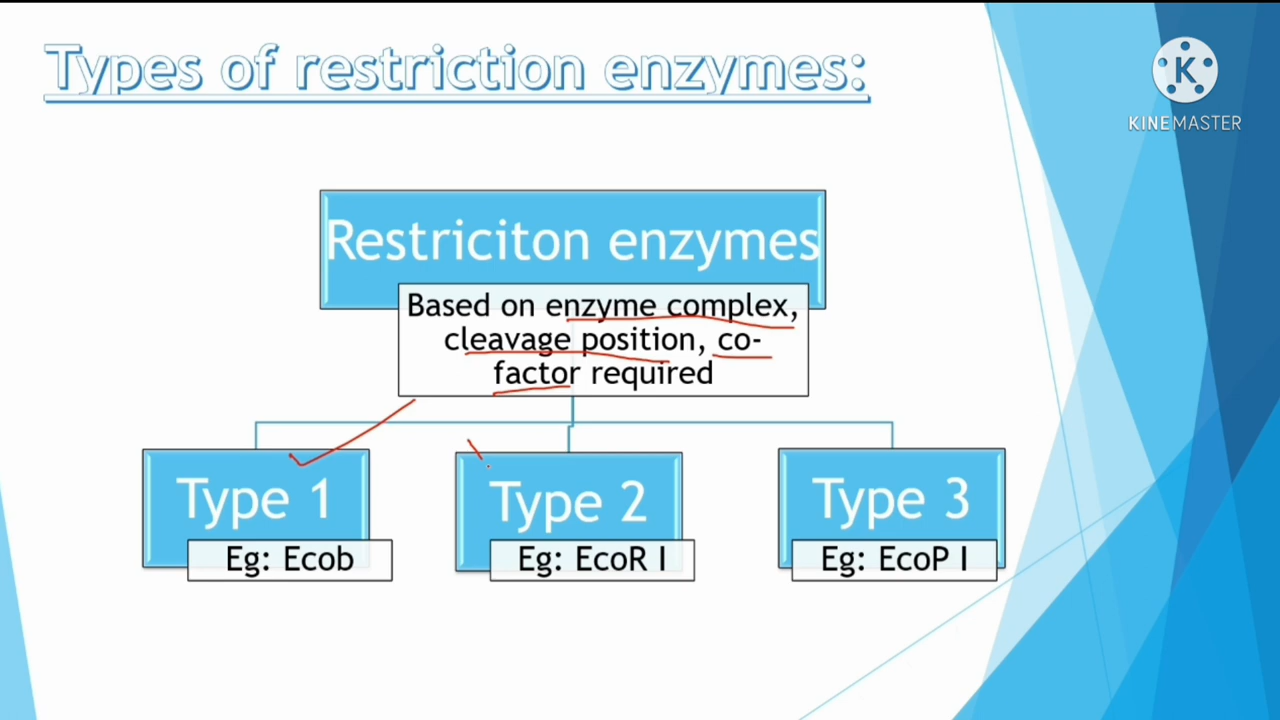 Types of restriction enzymes:
KINEMASTER
Restriciton enzymes
Based on enzyme complex,
cleavage position, co-
factor required
Type 1
Type 2
Type 3
Eg: Ecob
Eg: EcoR I
Eg: EcoP I